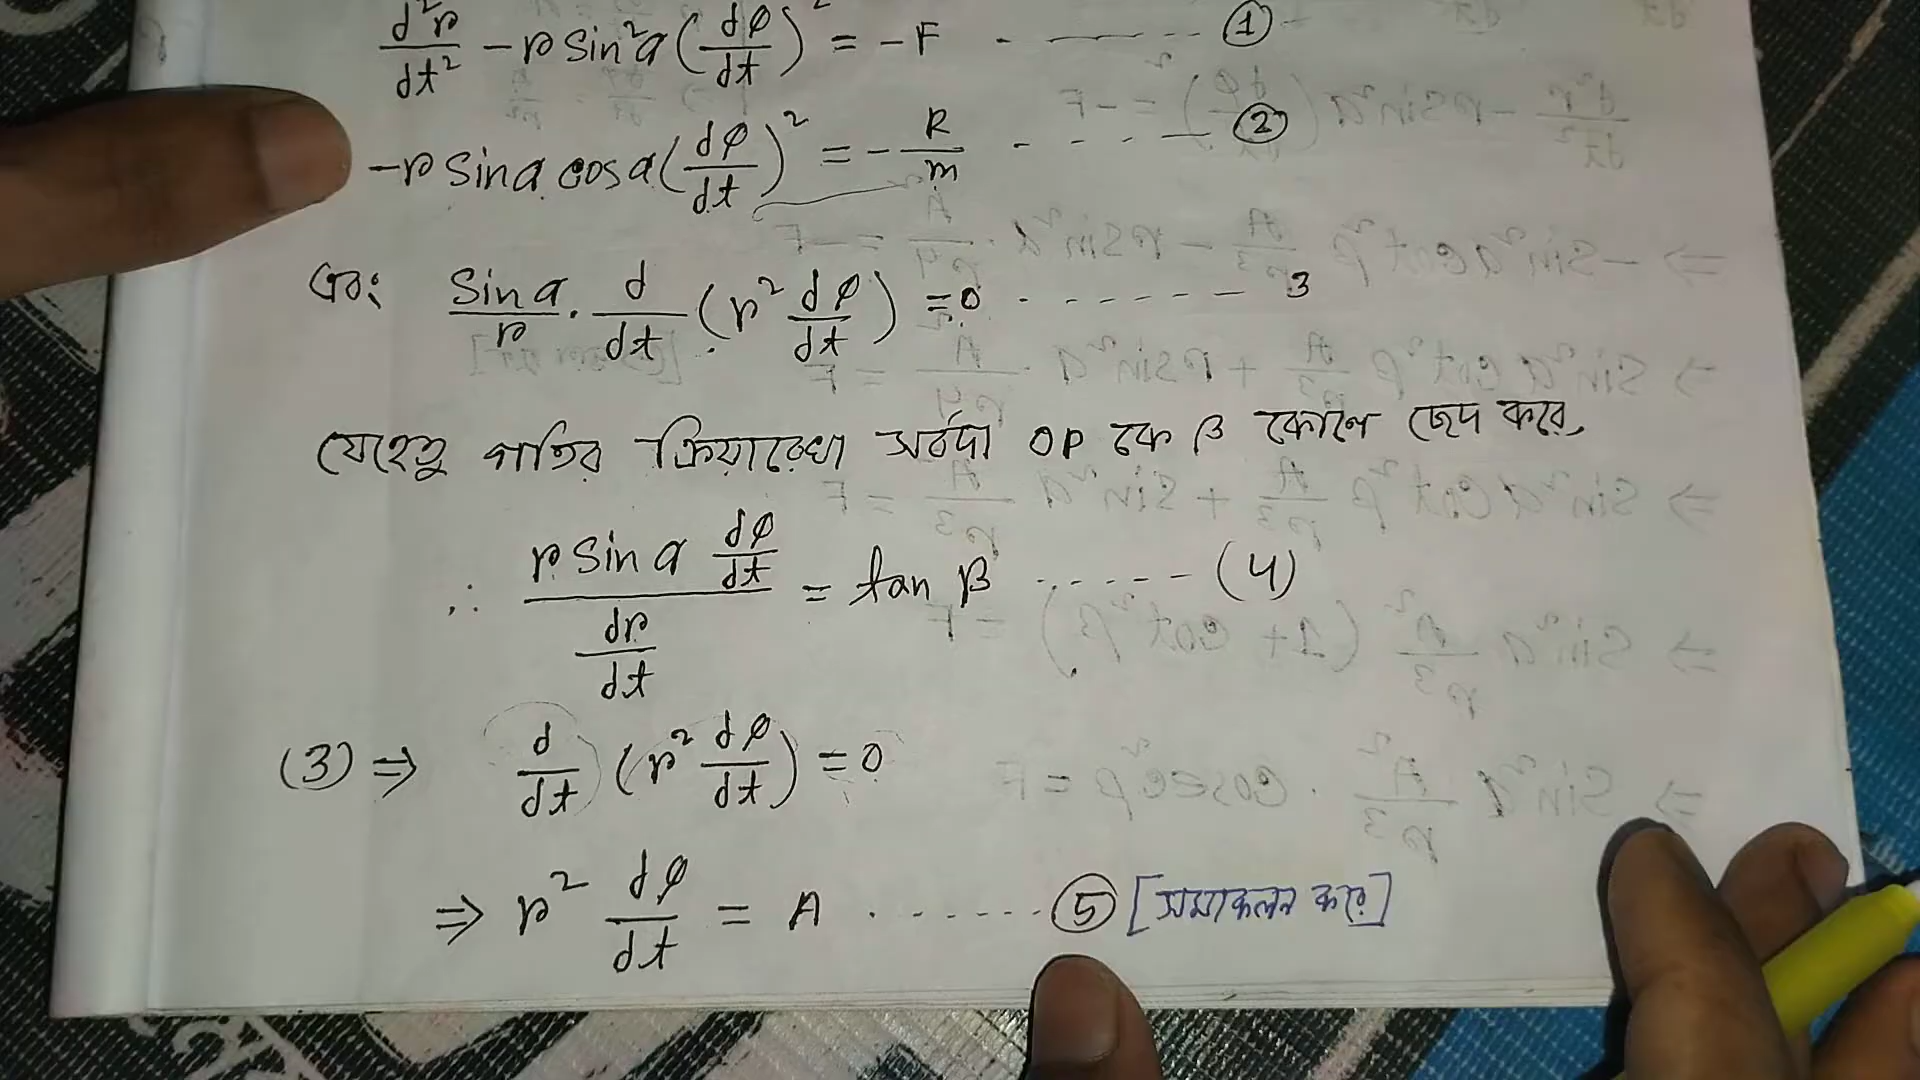 d²r/dt² - r sin²α (dφ/dt)² = -F - ——— -- ①
-r sinα cosα (dφ/dt)² = -R/m - - - - — ②
এবং sinα/r . d/dt (r² dφ/dt) = 0 - - - - - - 3
যেহেতু গতির ক্রিয়ারেখা সর্বদা OP কে β কোণে ছেদ করে,
∴ (r sinα dφ/dt)/(dr/dt) = tan β ------ (4)
(3) ⇒ d/dt (r² dφ/dt) = 0
⇒ r² dφ/dt = A ------- ⑤ [সমাকলন করে]